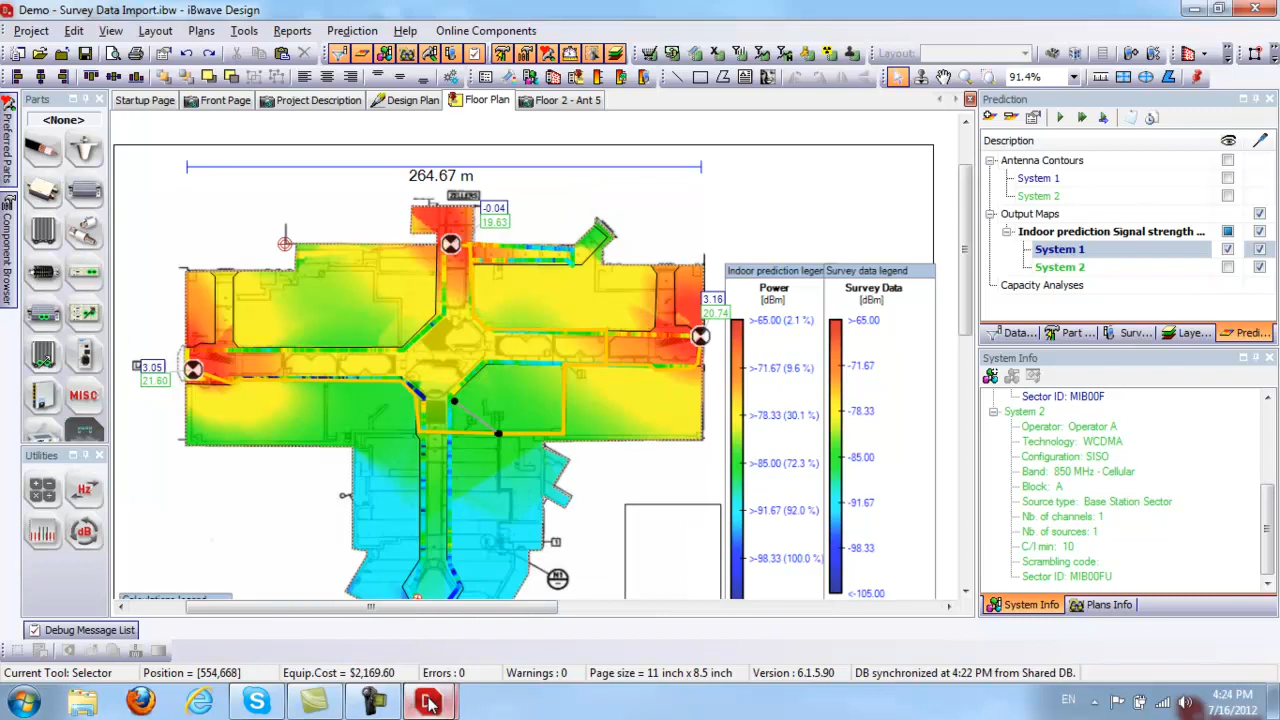 Demo - Survey Data Import.ibw - iBwave Design
Project Edit View Layout Plans Tools Reports Prediction Help Online Components
Layout:
91.4%
Parts
<None>
Preferred Parts
Component Browser
MISC
Utilities
Hz
dB
Startup Page Front Page Project Description Design Plan Floor Plan Floor 2 - Ant 5
264.67 m
-0.04
19.63
3.16
20.74
3.05
21.60
Indoor prediction legend Survey data legend
Power Survey Data
[dBm] [dBm]
>-65.00 (2.1 %) >-65.00
>-71.67 (9.6 %) -71.67
>-78.33 (30.1 %) -78.33
>-85.00 (72.3 %) -85.00
>-91.67 (92.0 %) -91.67
>-98.33 (100.0 %) -98.33
<-105.00
Prediction
Description
Antenna Contours
System 1
System 2
Output Maps
Indoor prediction Signal strength ...
System 1
System 2
Capacity Analyses
Data... Part ... Surv... Laye... Predi...
System Info
Sector ID: MIB00F
System 2
Operator: Operator A
Technology: WCDMA
Configuration: SISO
Band: 850 MHz - Cellular
Block: A
Source type: Base Station Sector
Nb. of channels: 1
Nb. of sources: 1
C/I min: 10
Scrambling code:
Sector ID: MIB00FU
System Info Plans Info
Debug Message List
Current Tool: Selector Position = [554,668] Equip.Cost = $2,169.60 Errors : 0 Warnings : 0 Page size = 11 inch x 8.5 inch Version : 6.1.5.90 DB synchronized at 4:22 PM from Shared DB.
EN
4:24 PM
7/16/2012